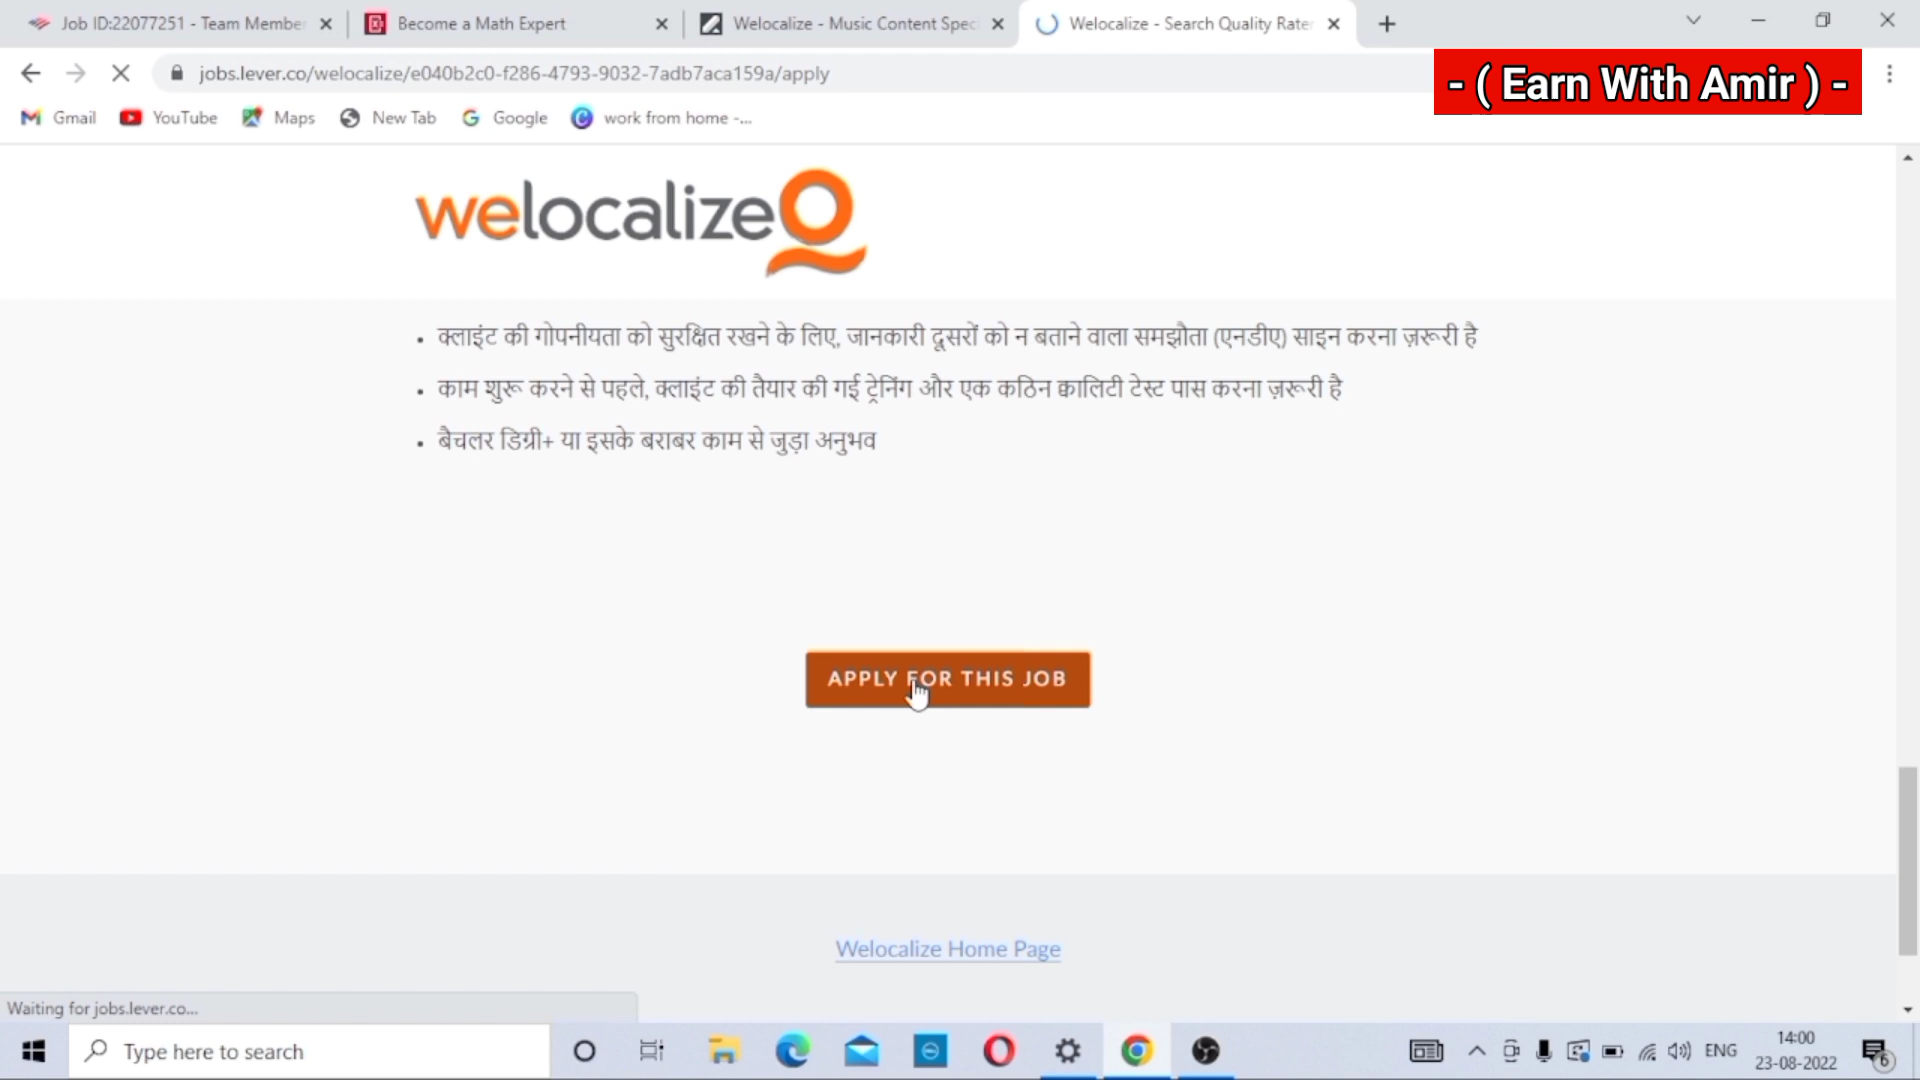 Job ID:22077251 - Team Member
Become a Math Expert
Welocalize - Music Content Spec
Welocalize - Search Quality Rater
jobs.lever.co/welocalize/e040b2c0-f286-4793-9032-7adb7aca159a/apply
- ( Earn With Amir ) -
Gmail
YouTube
Maps
New Tab
Google
work from home -...
welocalize
• क्लाइंट की गोपनीयता को सुरक्षित रखने के लिए, जानकारी दूसरों को न बताने वाला समझौता (एनडीए) साइन करना ज़रूरी है
• काम शुरू करने से पहले, क्लाइंट की तैयार की गई ट्रेनिंग और एक कठिन क्वालिटी टेस्ट पास करना ज़रूरी है
• बैचलर डिग्री+ या इसके बराबर काम से जुड़ा अनुभव
APPLY FOR THIS JOB
Welocalize Home Page
Waiting for jobs.lever.co...
Type here to search
ENG
14:00
23-08-2022
6